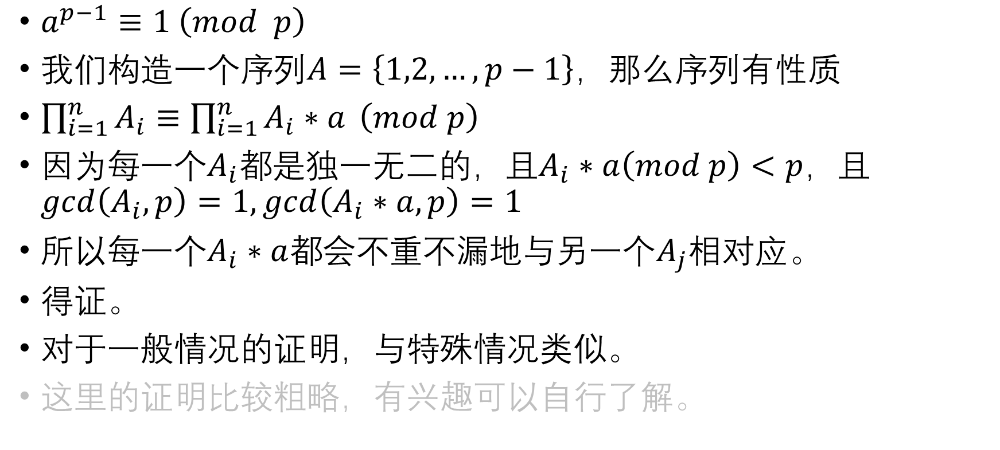 • $a^{p-1} \equiv 1 \ (mod \ \ p)$
• 我们构造一个序列$A = \{1,2, \dots, p-1\}$，那么序列有性质
• $\prod_{i=1}^{n} A_i \equiv \prod_{i=1}^{n} A_i * a \ \ (mod \ p)$
• 因为每一个$A_i$都是独一无二的，且$A_i * a(mod \ p) < p$，且
$gcd(A_i, p) = 1, gcd(A_i * a, p) = 1$
• 所以每一个$A_i * a$都会不重不漏地与另一个$A_j$相对应。
• 得证。
• 对于一般情况的证明，与特殊情况类似。
• 这里的证明比较粗略，有兴趣可以自行了解。